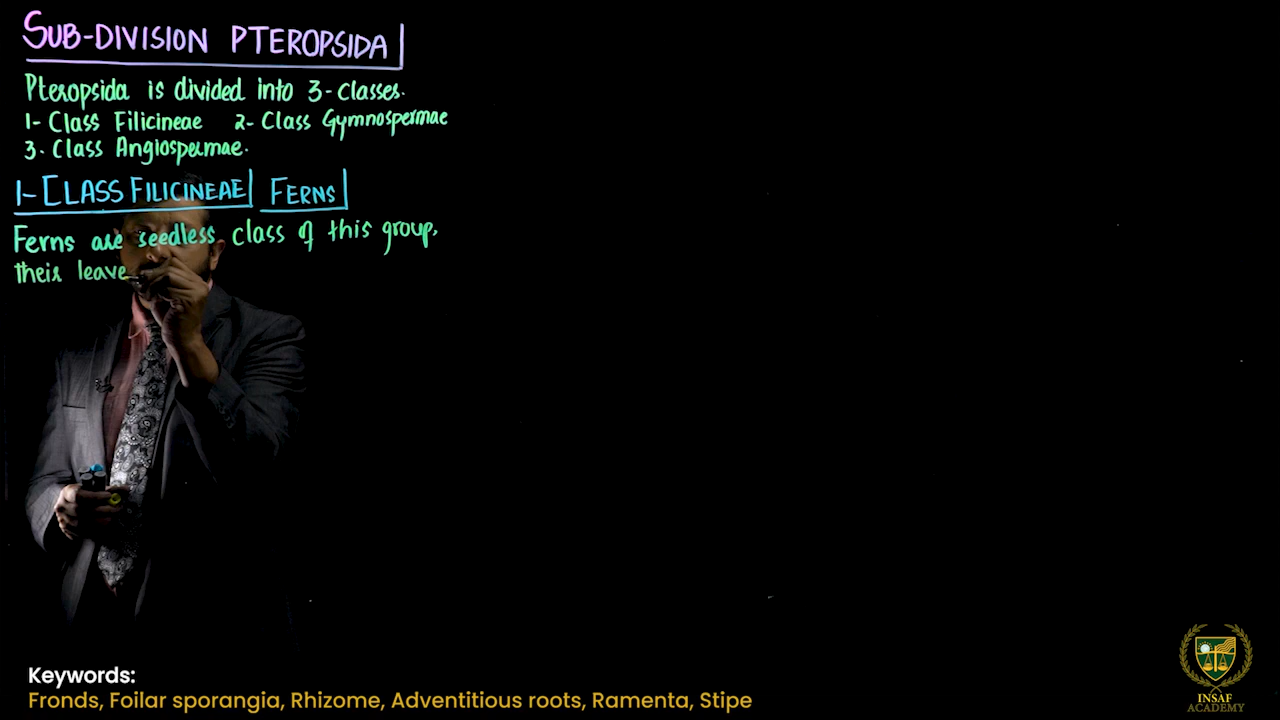 SUB-DIVISION PTEROPSIDA
Pteropsida is divided into 3-classes.
1- Class Filicineae 2- Class Gymnospermae
3. Class Angiospermae.
1- CLASS FILICINEAE FERNS
Ferns are seedless class of this group,
their leave
Keywords:
Fronds, Foilar sporangia, Rhizome, Adventitious roots, Ramenta, Stipe
INSAF
ACADEMY